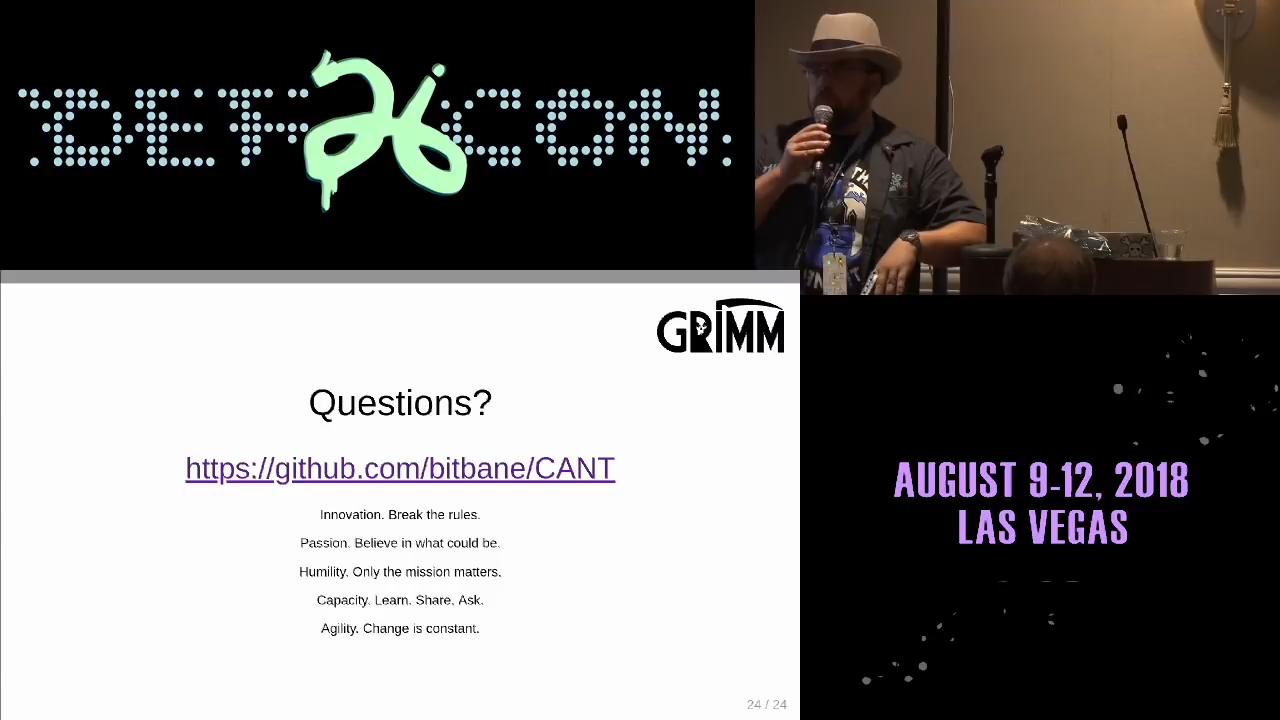 DEF 26 CON
GRIMM
Questions?
https://github.com/bitbane/CANT
Innovation. Break the rules.
Passion. Believe in what could be.
Humility. Only the mission matters.
Capacity. Learn. Share. Ask.
Agility. Change is constant.
24 / 24
AUGUST 9-12, 2018
LAS VEGAS